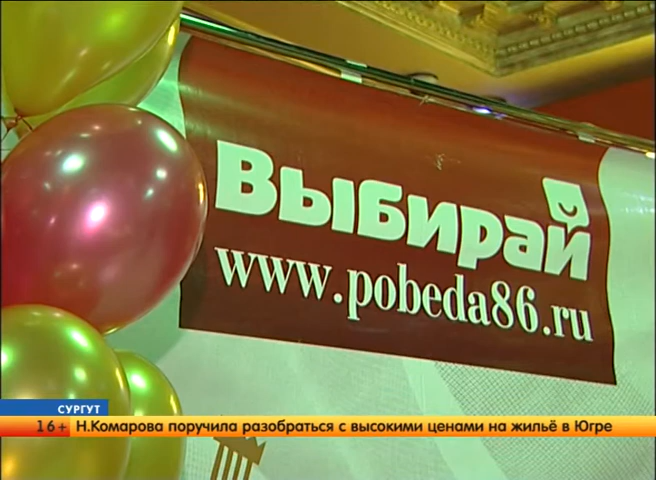 Выбирай
www.pobeda86.ru
СУРГУТ
16+ Н.Комарова поручила разобраться с высокими ценами на жильё в Югре